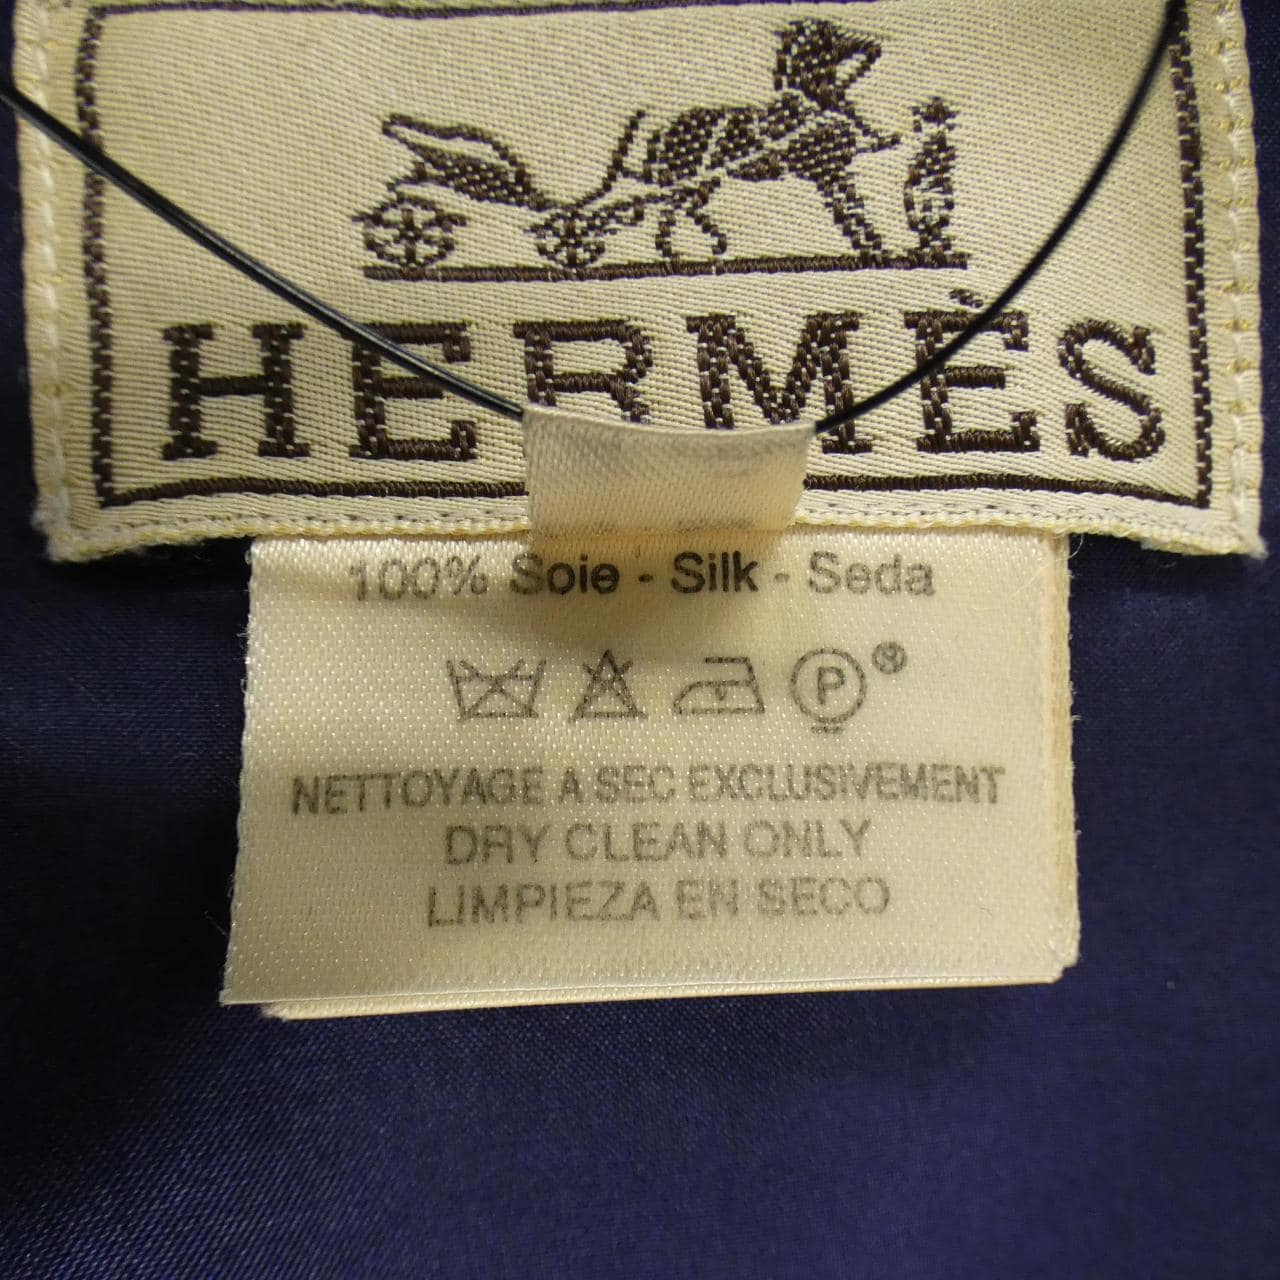 HERMÈS
100% Soie - Silk - Seda
P ®
NETTOYAGE A SEC EXCLUSIVEMENT
DRY CLEAN ONLY
LIMPIEZA EN SECO